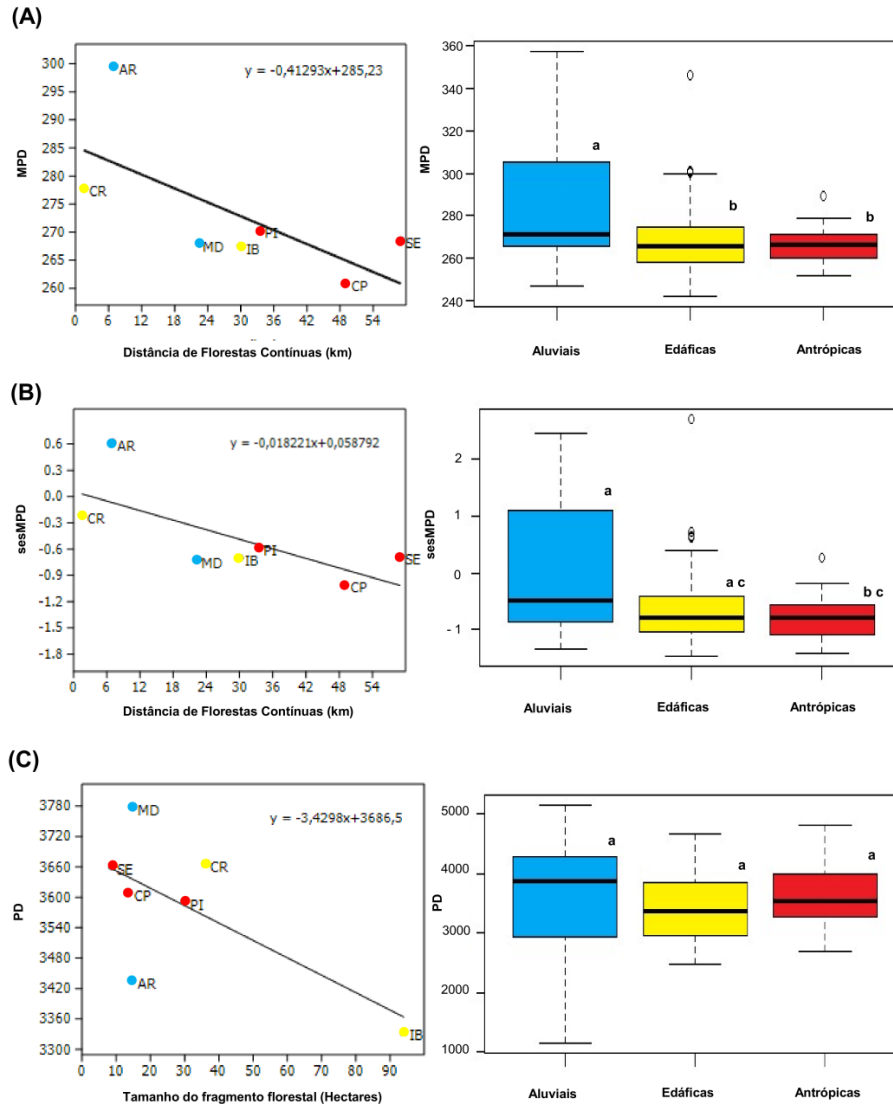 (A)
300
295
290
285
280
275
270
265
260
MPD
y = -0,41293x+285,23
AR
CR
MD
IB
PI
CP
SE
0 6 12 18 24 30 36 42 48 54
Distância de Florestas Contínuas (km)
360
340
320
300
280
260
240
MPD
a
b
b
Aluviais Edáficas Antrópicas
(B)
0.6
0.3
0.0
-0.3
-0.6
-0.9
-1.2
-1.5
-1.8
sesMPD
y = -0,018221x+0,058792
AR
CR
MD
IB
PI
CP
SE
0 6 12 18 24 30 36 42 48 54
Distância de Florestas Contínuas (km)
2
1
0
- 1
sesMPD
a
a c
b c
Aluviais Edáficas Antrópicas
(C)
3780
3720
3660
3600
3540
3480
3420
3360
3300
PD
y = -3,4298x+3686,5
MD
SE
CR
CP
PI
AR
IB
0 10 20 30 40 50 60 70 80 90
Tamanho do fragmento florestal (Hectares)
5000
4000
3000
2000
1000
PD
a
a
a
Aluviais Edáficas Antrópicas